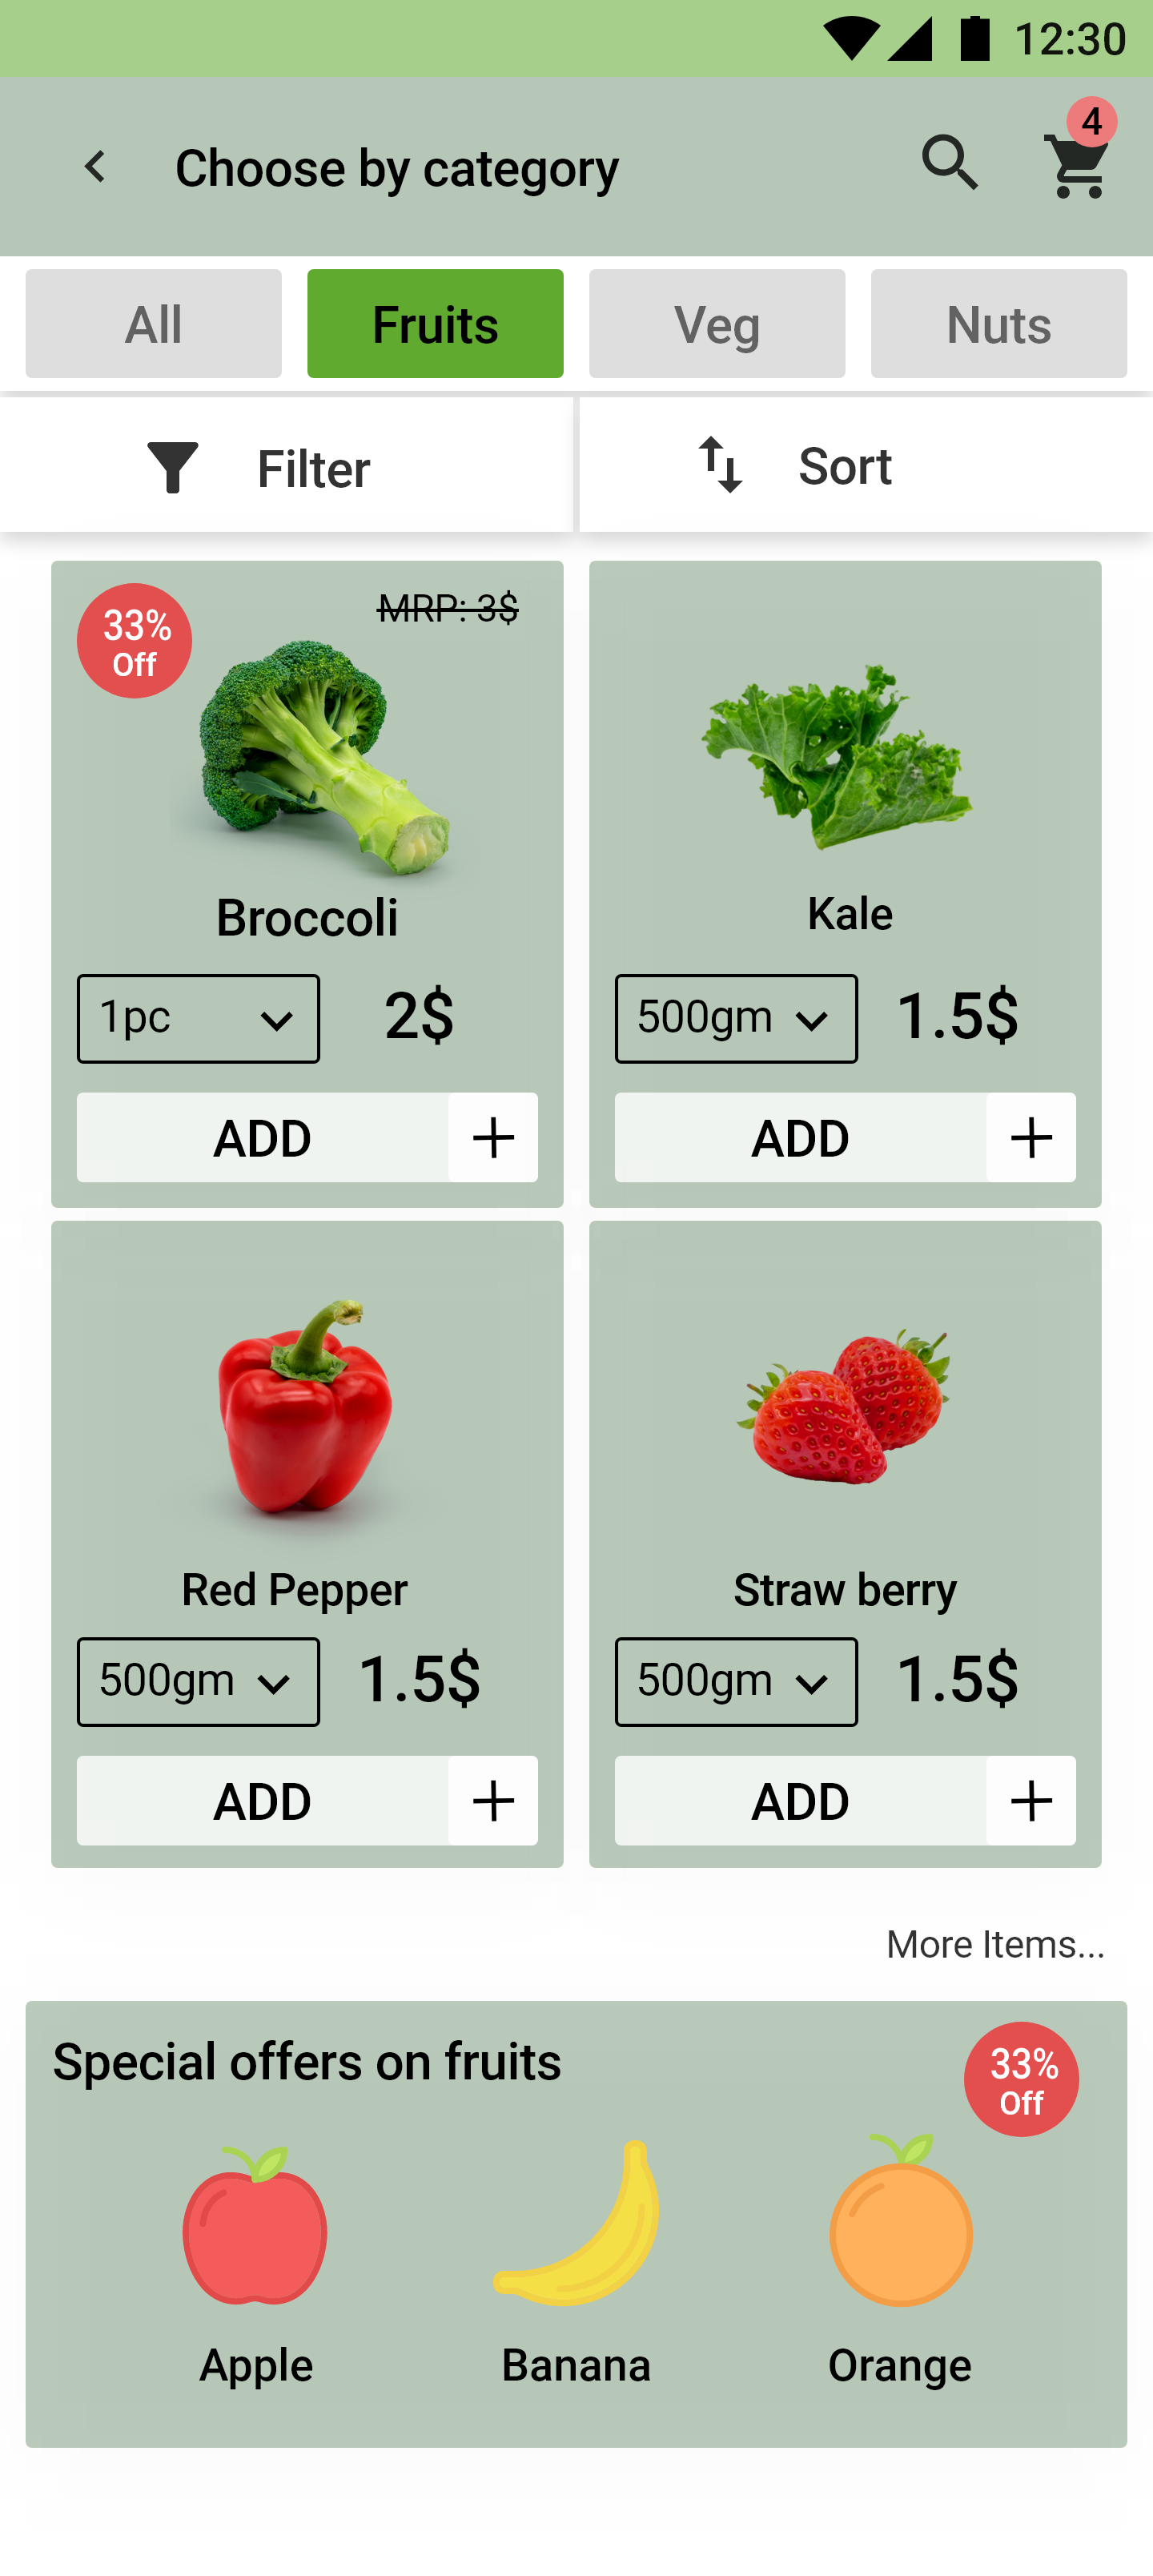 12:30
Choose by category
4
All
Fruits
Veg
Nuts
Filter
Sort
33%
Off
MRP: 3$
Broccoli
1pc
2$
ADD
Kale
500gm
1.5$
ADD
Red Pepper
500gm
1.5$
ADD
Straw berry
500gm
1.5$
ADD
More Items...
Special offers on fruits
33%
Off
Apple
Banana
Orange